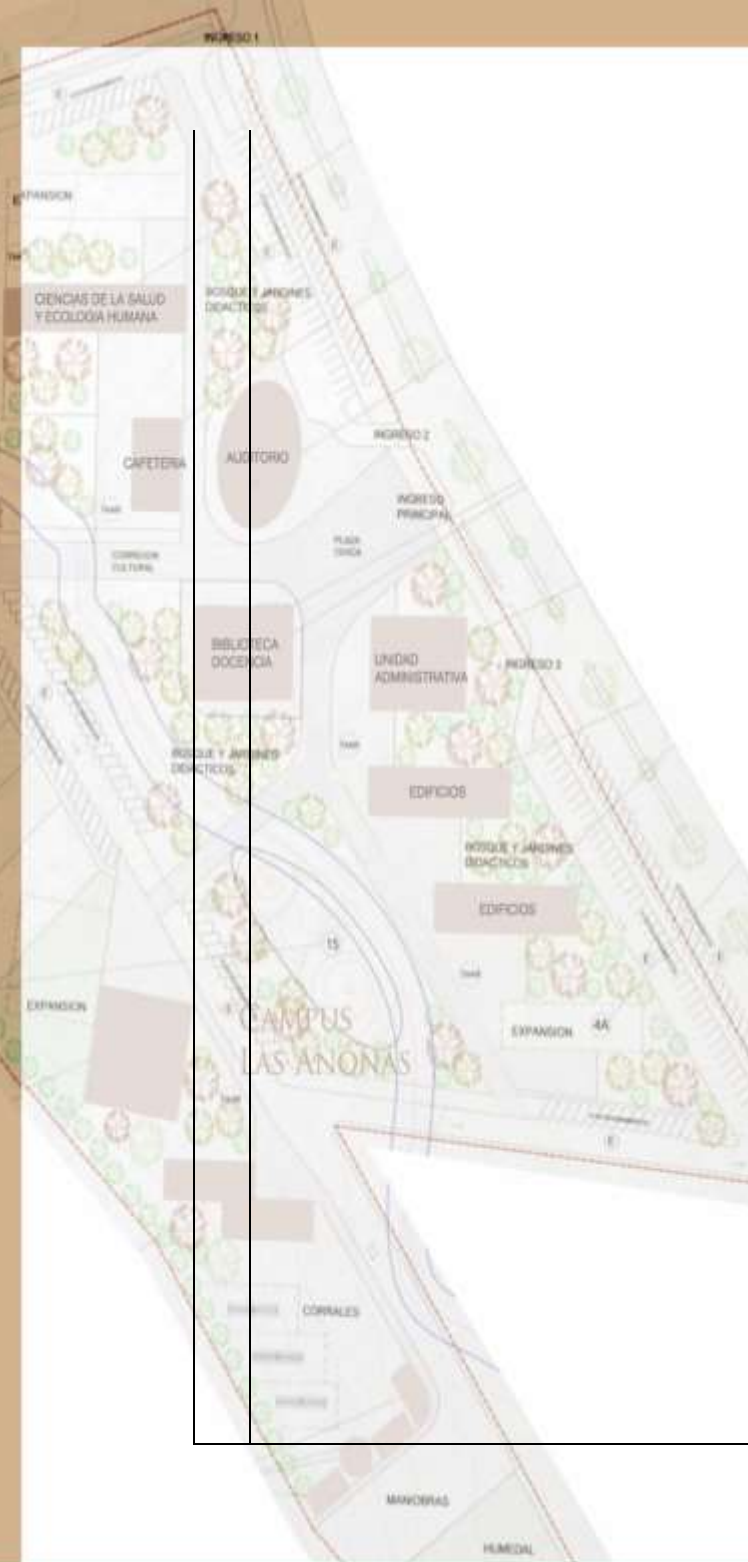 INGRESO 1
E
EXPANSION
E
E
CIENCIAS DE LA SALUD
Y ECOLOGIA HUMANA
BOSQUE Y JARDINES
DIDACTICOS
CAFETERIA
AUDITORIO
INGRESO 2
INGRESO
PRINCIPAL
PLAZA
CIVICA
CORREDOR
CULTURAL
BIBLIOTECA
DOCENCIA
UNIDAD
ADMINISTRATIVA
INGRESO 3
BOSQUE Y JARDINES
DIDACTICOS
EDIFICIOS
BOSQUE Y JARDINES
DIDACTICOS
EDIFICIOS
15
E
E
EXPANSION
CAMPUS
LAS ANONAS
EXPANSION 4A
E
CORRALES
MANIOBRAS
HUMEDAL